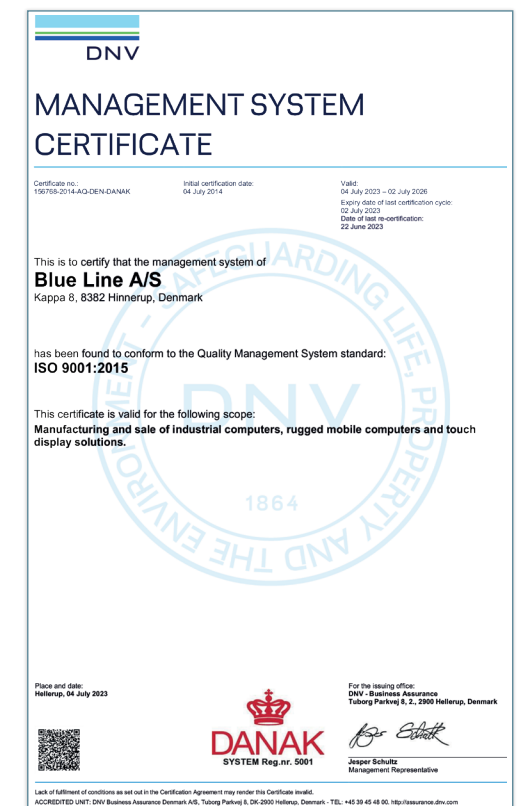 DNV
MANAGEMENT SYSTEM
CERTIFICATE
Certificate no.:
156768-2014-AQ-DEN-DANAK
Initial certification date:
04 July 2014
Valid:
04 July 2023 – 02 July 2026
Expiry date of last certification cycle:
02 July 2023
Date of last re-certification:
22 June 2023
This is to certify that the management system of
Blue Line A/S
Kappa 8, 8382 Hinnerup, Denmark
has been found to conform to the Quality Management System standard:
ISO 9001:2015
This certificate is valid for the following scope:
Manufacturing and sale of industrial computers, rugged mobile computers and touch
display solutions.
SAFEGUARDING LIFE, PROPERTY AND THE ENVIRONMENT -
DNV
1864
Place and date:
Hellerup, 04 July 2023
DANAK
SYSTEM Reg.nr. 5001
For the issuing office:
DNV - Business Assurance
Tuborg Parkvej 8, 2., 2900 Hellerup, Denmark
Jesper Schultz
Management Representative
Lack of fulfilment of conditions as set out in the Certification Agreement may render this Certificate invalid.
ACCREDITED UNIT: DNV Business Assurance Denmark A/S, Tuborg Parkvej 8, DK-2900 Hellerup, Denmark - TEL: +45 39 45 48 00. http://assurance.dnv.com